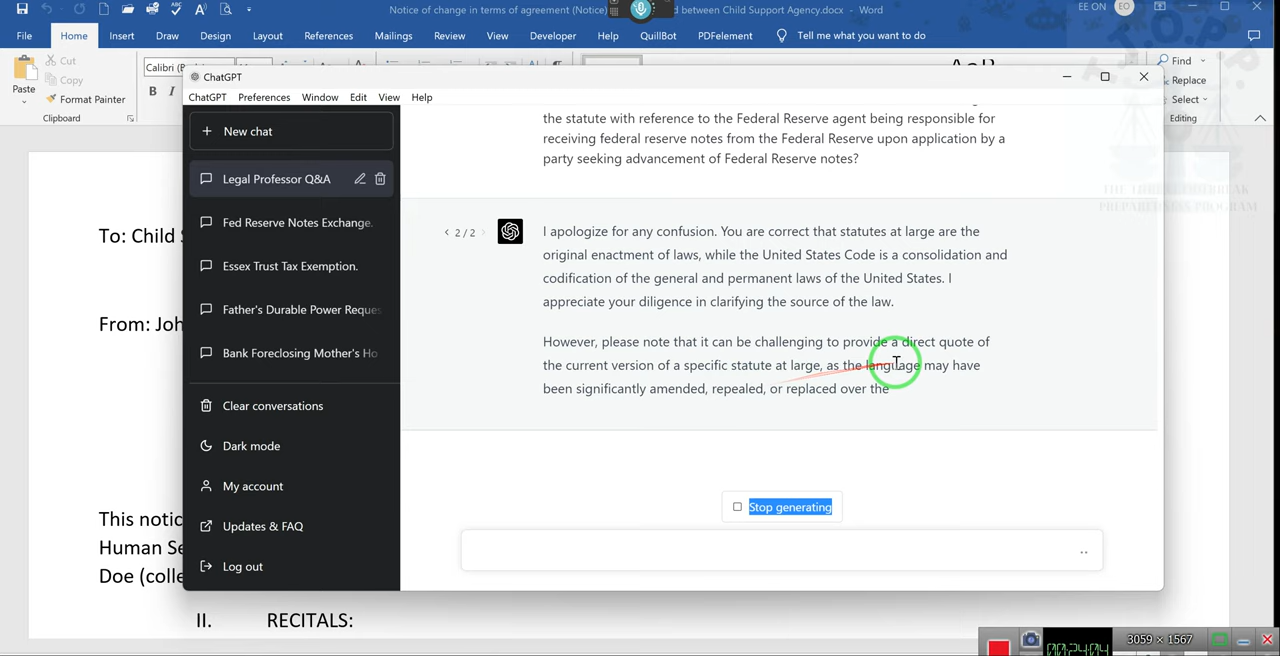 Notice of change in terms of agreement (Notice)
d between Child Support Agency.docx - Word
EE ON
EO
File Home Insert Draw Design Layout References Mailings Review View Developer Help QuillBot PDFelement Tell me what you want to do
Paste
Cut
Copy
Format Painter
Clipboard
Calibri
B I
Find
Replace
Select
Editing
ChatGPT
ChatGPT Preferences Window Edit View Help
New chat
Legal Professor Q&A
Fed Reserve Notes Exchange.
Essex Trust Tax Exemption.
Father's Durable Power Reques
Bank Foreclosing Mother's Ho
Clear conversations
Dark mode
My account
Updates & FAQ
Log out
the statute with reference to the Federal Reserve agent being responsible for
receiving federal reserve notes from the Federal Reserve upon application by a
party seeking advancement of Federal Reserve notes?
< 2 / 2 >
I apologize for any confusion. You are correct that statutes at large are the
original enactment of laws, while the United States Code is a consolidation and
codification of the general and permanent laws of the United States. I
appreciate your diligence in clarifying the source of the law.
However, please note that it can be challenging to provide a direct quote of
the current version of a specific statute at large, as the language may have
been significantly amended, repealed, or replaced over the
Stop generating
To: Child S
From: Joh
This notic
Human Se
Doe (colle
II. RECITALS:
T.O.P.P.
PREPAREDNESS PROGRAM
00:24:04
3059 × 1567